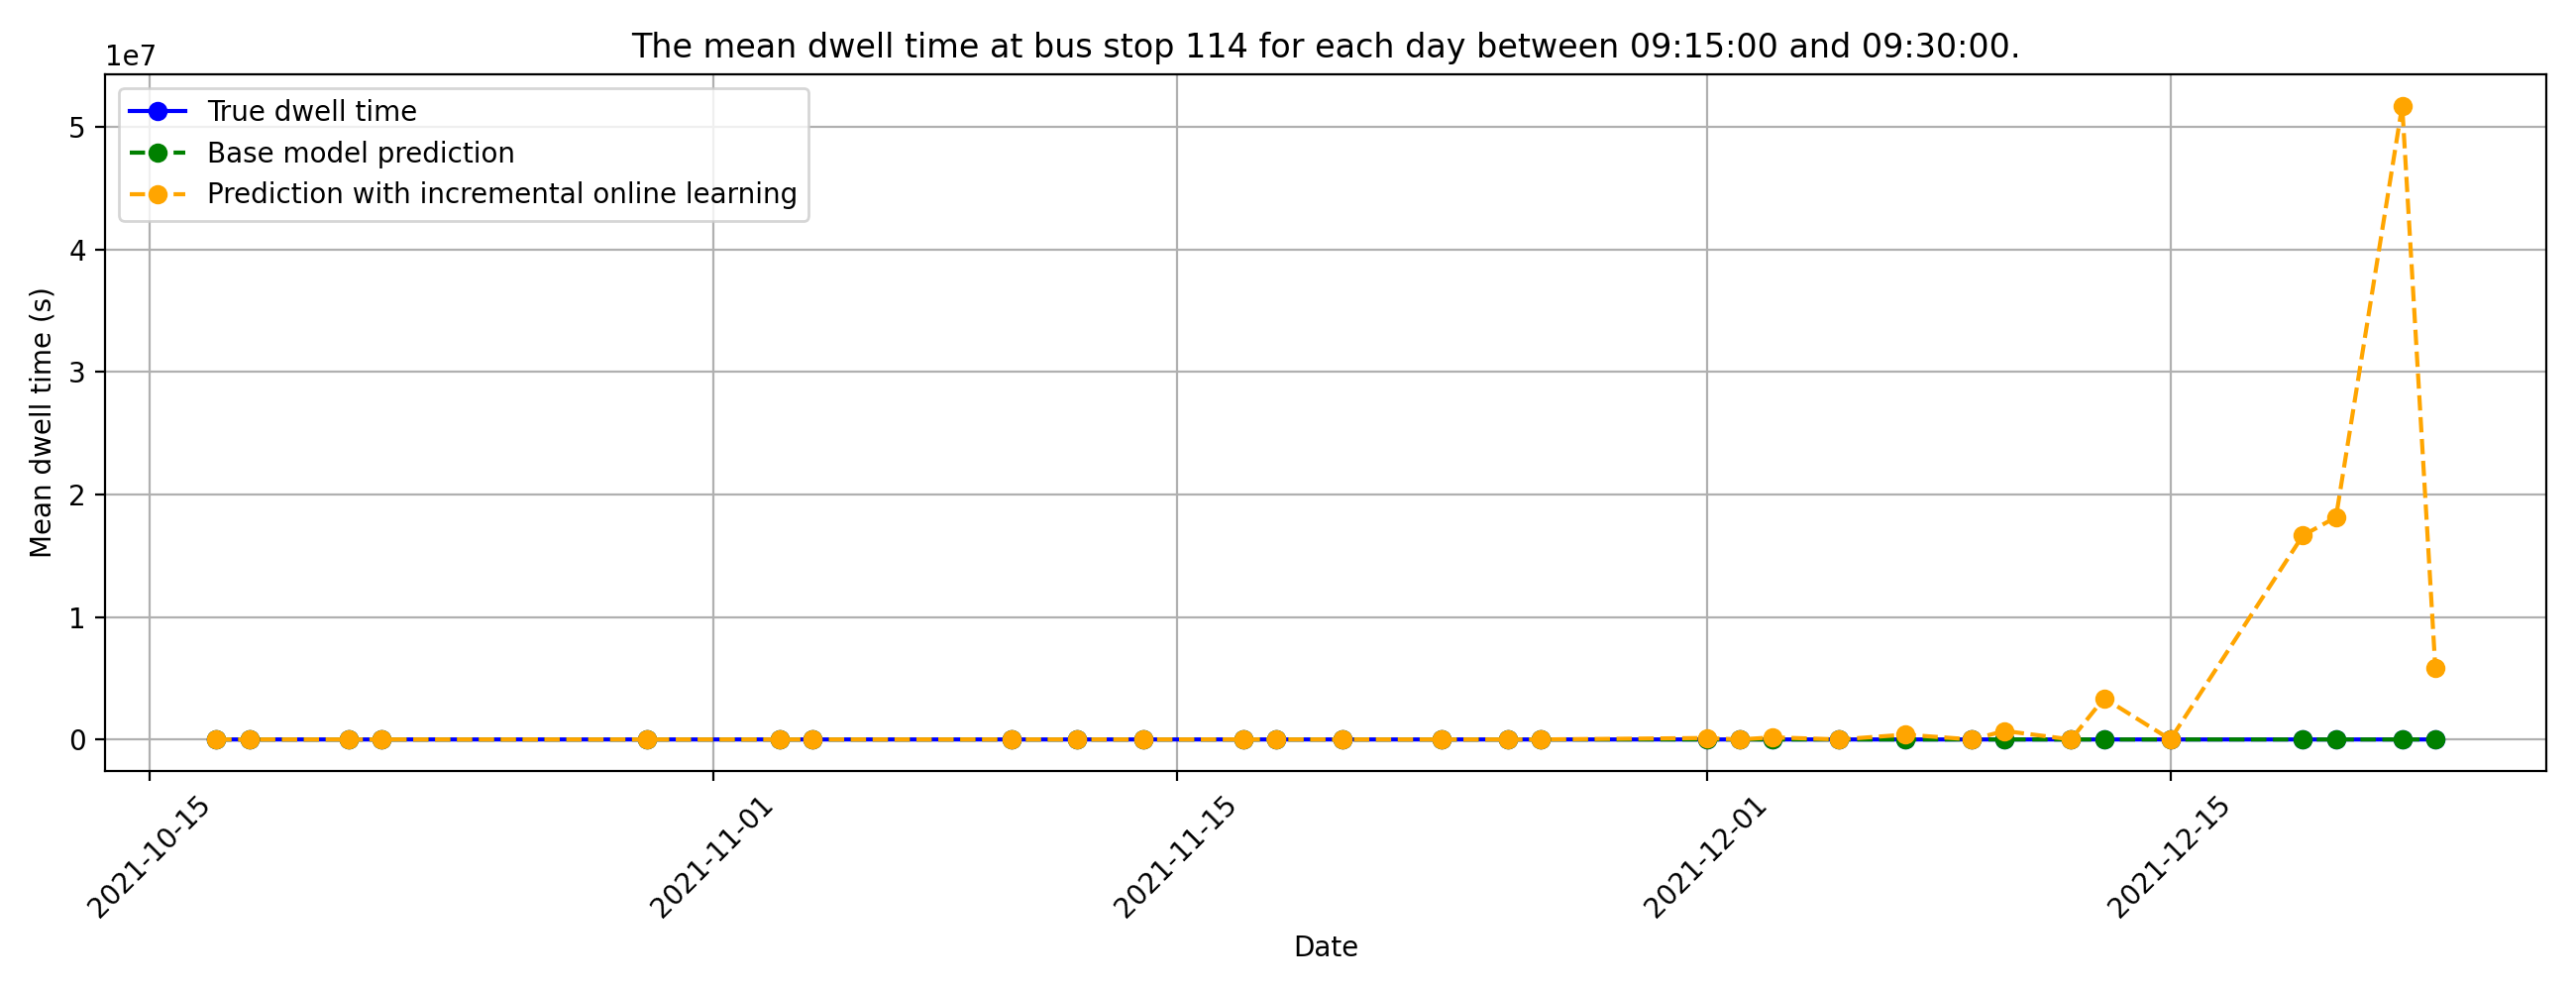 The mean dwell time at bus stop 114 for each day between 09:15:00 and 09:30:00.
1e7
True dwell time
Base model prediction
Prediction with incremental online learning
Mean dwell time (s)
5
4
3
2
1
0
2021-10-15
2021-11-01
2021-11-15
2021-12-01
2021-12-15
Date